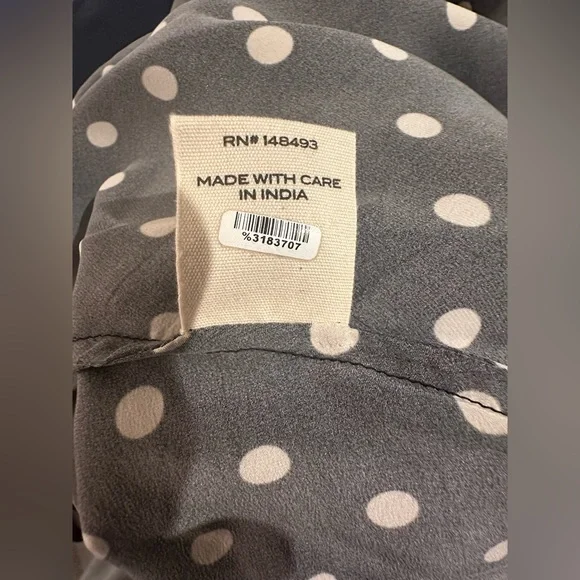 RN# 148493
MADE WITH CARE
IN INDIA
%3183707